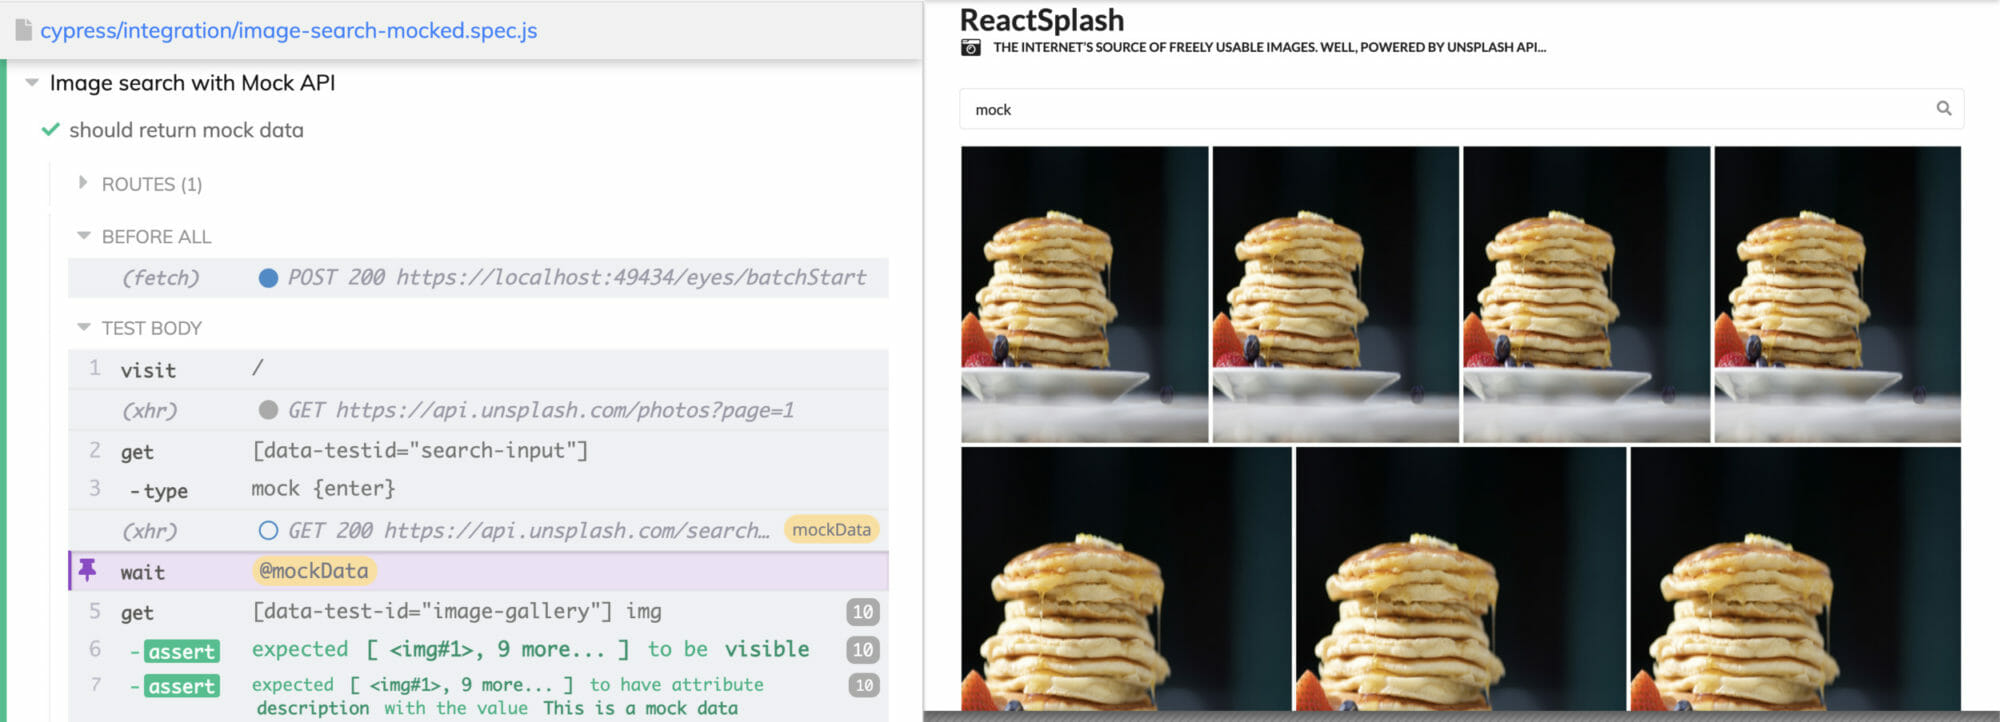 cypress/integration/image-search-mocked.spec.js
Image search with Mock API
should return mock data
ROUTES (1)
BEFORE ALL
(fetch) POST 200 https://localhost:49434/eyes/batchStart
TEST BODY
1 visit /
(xhr) GET https://api.unsplash.com/photos?page=1
2 get [data-testid="search-input"]
3 -type mock {enter}
(xhr) GET 200 https://api.unsplash.com/search… mockData
wait @mockData
5 get [data-test-id="image-gallery"] img 10
6 -assert expected [ <img#1>, 9 more... ] to be visible 10
7 -assert expected [ <img#1>, 9 more... ] to have attribute 10
description with the value This is a mock data
ReactSplash
THE INTERNET'S SOURCE OF FREELY USABLE IMAGES. WELL, POWERED BY UNSPLASH API...
mock